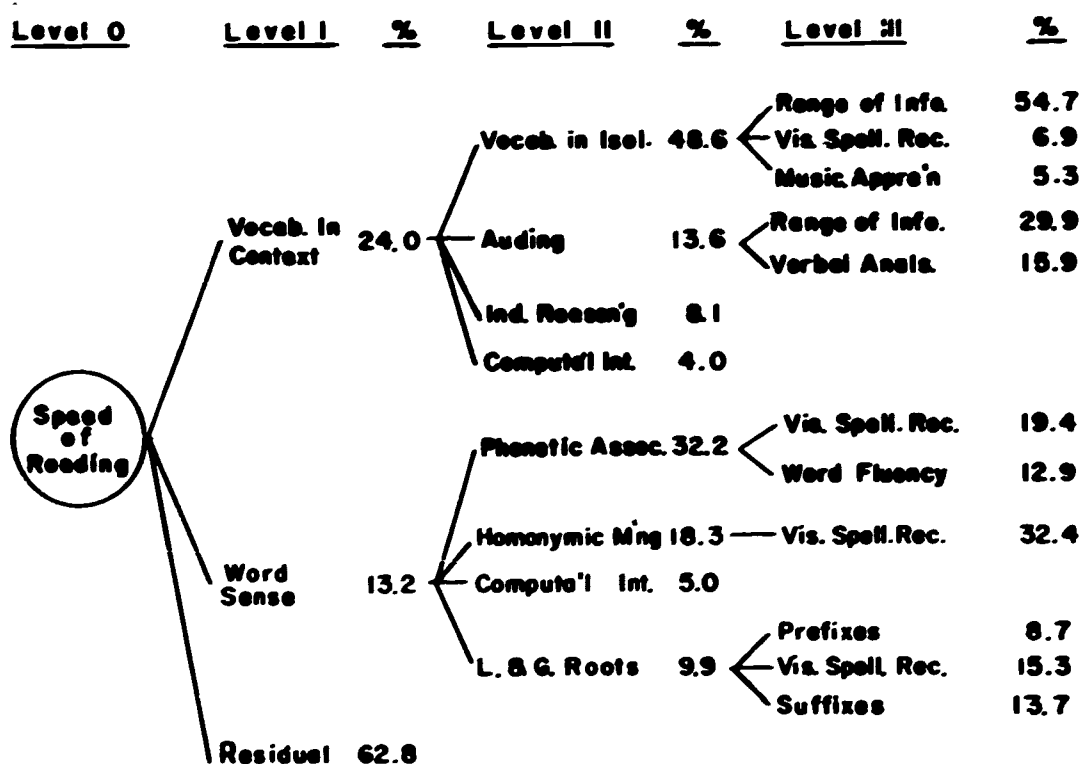 Level 0 Level I % Level II % Level III %
Range of Info. 54.7
Vocab. in Isol. 48.6 Vis. Spell. Rec. 6.9
Music. Appre'n 5.3
Vocab. In
Context 24.0 Auding 13.6 Range of Info. 29.9
Verbal Anals. 15.9
Ind. Reason'g 8.1
Computa'l Int. 4.0
Speed
of
Reading
Vis. Spell. Rec. 19.4
Phonetic Assoc. 32.2
Word Fluency 12.9
Homonymic M'ng 18.3 Vis. Spell. Rec. 32.4
Word
Sense 13.2 Computa'l Int. 5.0
Prefixes 8.7
L. & G. Roots 9.9 Vis. Spell. Rec. 15.3
Suffixes 13.7
Residual 62.8